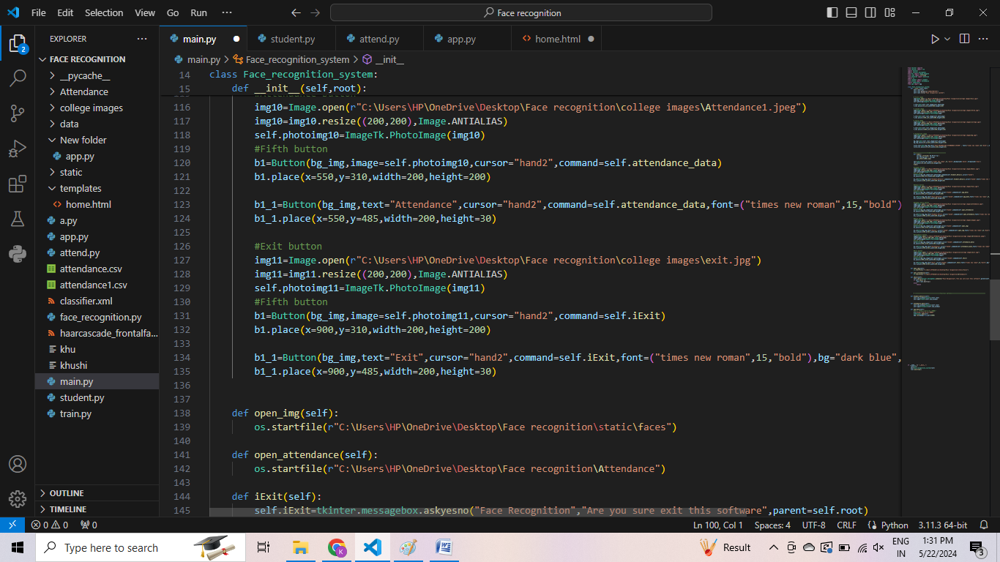 File Edit Selection View Go Run ··· Face recognition
EXPLORER ···
main.py student.py attend.py app.py home.html
FACE RECOGNITION
main.py > Face_recognition_system > __init__
__pycache__
Attendance
college images
data
New folder
app.py
static
templates
home.html
a.py
app.py
attend.py
attendance.csv
attendance1.csv
classifier.xml
face_recognition.py
haarcascade_frontalfa...
khu
khushi
main.py
student.py
train.py
OUTLINE
TIMELINE
2
14 class Face_recognition_system:
15 def __init__(self,root):
116 img10=Image.open(r"C:\Users\HP\OneDrive\Desktop\Face recognition\college images\Attendance1.jpeg")
117 img10=img10.resize((200,200),Image.ANTIALIAS)
118 self.photoimg10=ImageTk.PhotoImage(img10)
119 #Fifth button
120 b1=Button(bg_img,image=self.photoimg10,cursor="hand2",command=self.attendance_data)
121 b1.place(x=550,y=310,width=200,height=200)
122
123 b1_1=Button(bg_img,text="Attendance",cursor="hand2",command=self.attendance_data,font=("times new roman",15,"bold")
124 b1_1.place(x=550,y=485,width=200,height=30)
125
126 #Exit button
127 img11=Image.open(r"C:\Users\HP\OneDrive\Desktop\Face recognition\college images\exit.jpg")
128 img11=img11.resize((200,200),Image.ANTIALIAS)
129 self.photoimg11=ImageTk.PhotoImage(img11)
130 #Fifth button
131 b1=Button(bg_img,image=self.photoimg11,cursor="hand2",command=self.iExit)
132 b1.place(x=900,y=310,width=200,height=200)
133
134 b1_1=Button(bg_img,text="Exit",cursor="hand2",command=self.iExit,font=("times new roman",15,"bold"),bg="dark blue",
135 b1_1.place(x=900,y=485,width=200,height=30)
136
137
138 def open_img(self):
139 os.startfile(r"C:\Users\HP\OneDrive\Desktop\Face recognition\static\faces")
140
141 def open_attendance(self):
142 os.startfile(r"C:\Users\HP\OneDrive\Desktop\Face recognition\Attendance")
143
144 def iExit(self):
145 self.iExit=tkinter.messagebox.askyesno("Face Recognition","Are you sure exit this software",parent=self.root)
0 0 0 Ln 100, Col 1 Spaces: 4 UTF-8 CRLF Python 3.11.3 64-bit
Type here to search K Result ENG IN 1:31 PM 5/22/2024 3